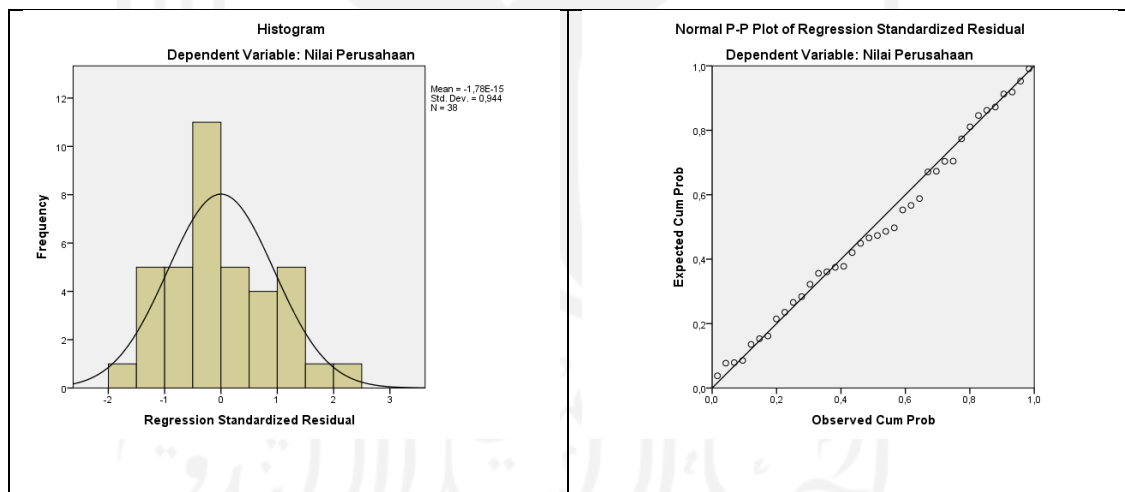 Histogram
Dependent Variable: Nilai Perusahaan
Mean = -1,78E-15
Std. Dev. = 0,944
N = 38
12
10
8
6
4
2
0
Frequency
-2 -1 0 1 2 3
Regression Standardized Residual
Normal P-P Plot of Regression Standardized Residual
Dependent Variable: Nilai Perusahaan
1,0
0,8
0,6
0,4
0,2
0,0
Expected Cum Prob
0,0 0,2 0,4 0,6 0,8 1,0
Observed Cum Prob